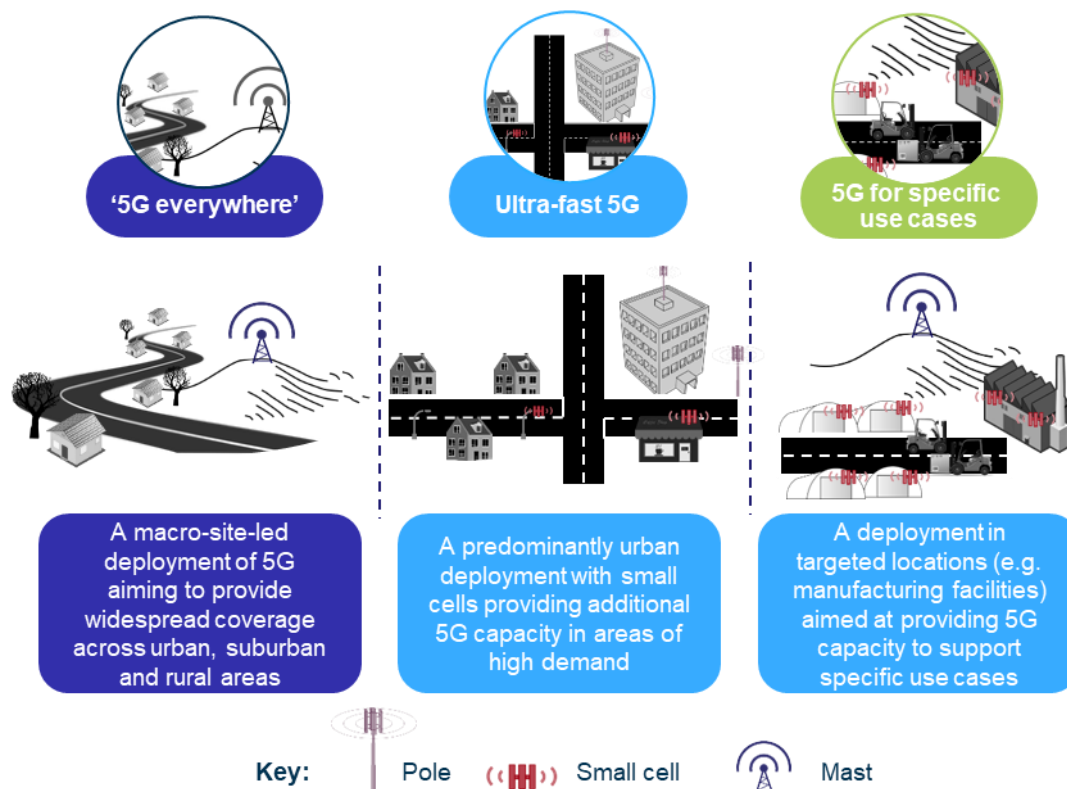 ‘5G everywhere’
Ultra-fast 5G
5G for specific
use cases
A macro-site-led
deployment of 5G
aiming to provide
widespread coverage
across urban, suburban
and rural areas
A predominantly urban
deployment with small
cells providing additional
5G capacity in areas of
high demand
A deployment in
targeted locations (e.g.
manufacturing facilities)
aimed at providing 5G
capacity to support
specific use cases
Key:
Pole
Small cell
Mast